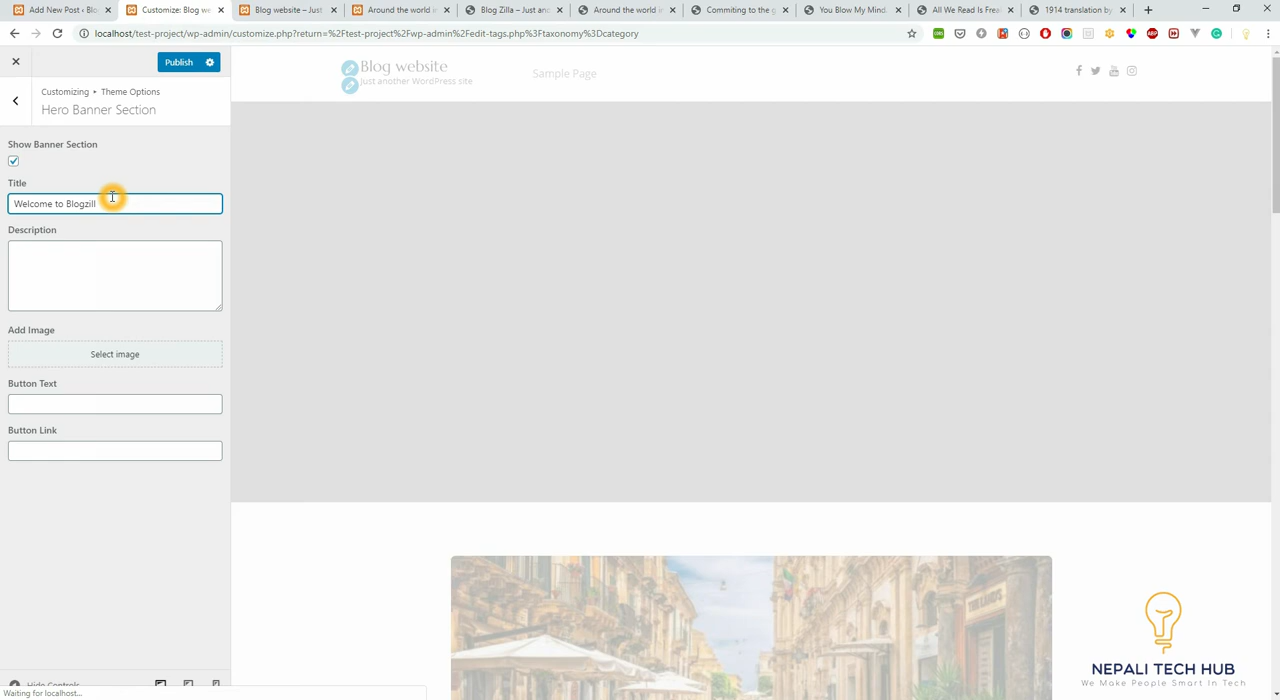 Add New Post ‹ Blo
Customize: Blog we
Blog website – Just
Around the world in
Blog Zilla – Just an
Around the world in
Commiting to the g
You Blow My Mind.
All We Read Is Frea
1914 translation by
localhost/test-project/wp-admin/customize.php?return=%2Ftest-project%2Fwp-admin%2Fedit-tags.php%3Ftaxonomy%3Dcategory
Publish
Customizing ▸ Theme Options
Hero Banner Section
Show Banner Section
Title
Welcome to Blogzill
Description
Add Image
Select image
Button Text
Button Link
Hide Controls
Waiting for localhost...
Blog website
Just another WordPress site
Sample Page
NEPALI TECH HUB
We Make People Smart In Tech